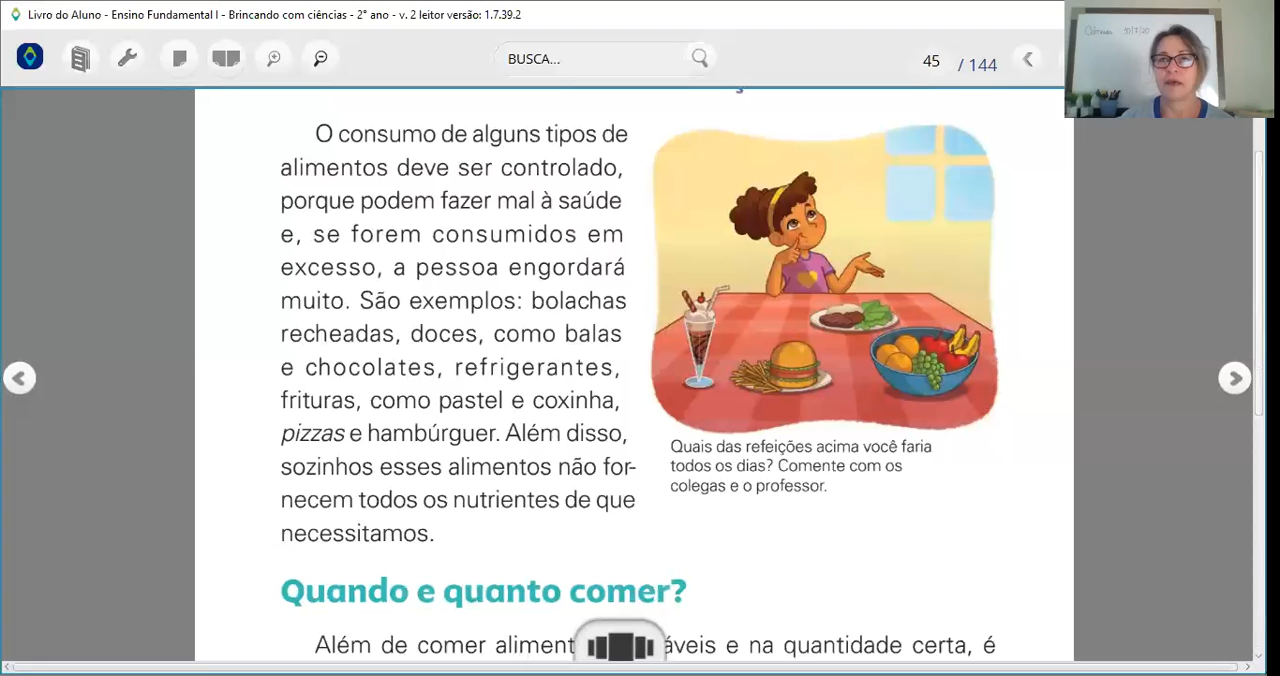 Livro do Aluno - Ensino Fundamental I - Brincando com ciências - 2° ano - v. 2 leitor versão: 1.7.39.2
BUSCA...
45 / 144
O consumo de alguns tipos de
alimentos deve ser controlado,
porque podem fazer mal à saúde
e, se forem consumidos em
excesso, a pessoa engordará
muito. São exemplos: bolachas
recheadas, doces, como balas
e chocolates, refrigerantes,
frituras, como pastel e coxinha,
pizzas e hambúrguer. Além disso,
sozinhos esses alimentos não for-
necem todos os nutrientes de que
necessitamos.
Quais das refeições acima você faria
todos os dias? Comente com os
colegas e o professor.
Quando e quanto comer?
Além de comer aliment áveis e na quantidade certa, é